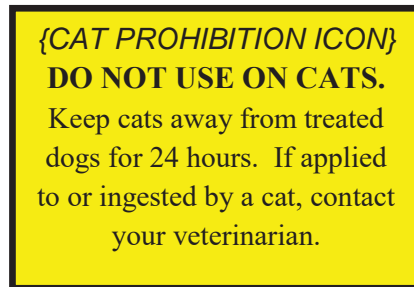 {CAT PROHIBITION ICON}
DO NOT USE ON CATS.
Keep cats away from treated
dogs for 24 hours.  If applied
to or ingested by a cat, contact
your veterinarian.